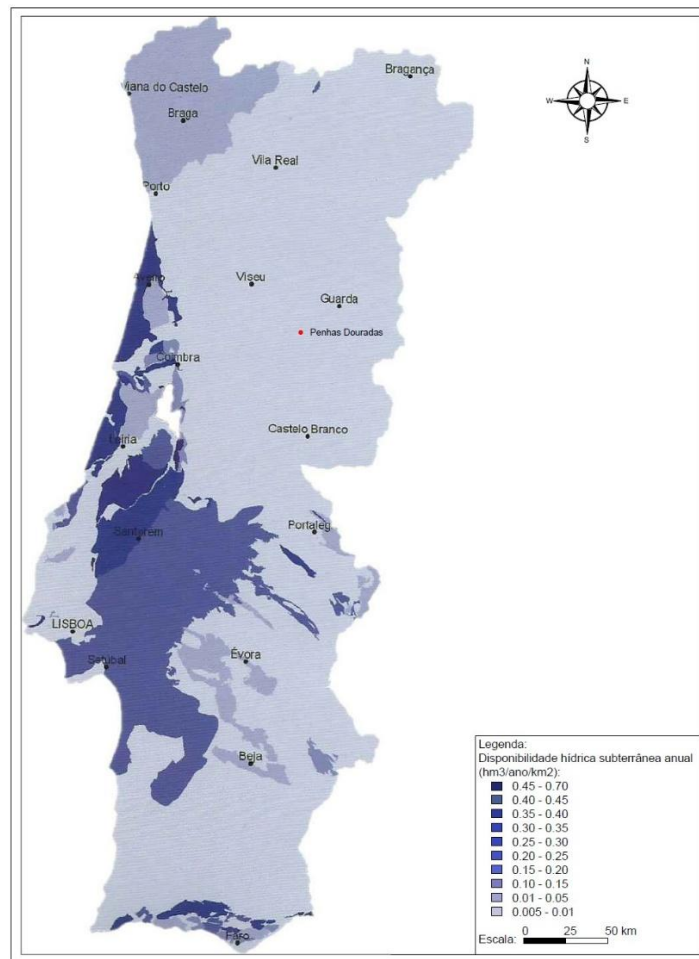 N
W E
S
Bragança
Viana do Castelo
Braga
Vila Real
Porto
Aveiro
Viseu
Guarda
Penhas Douradas
Coimbra
Castelo Branco
Leiria
Portaleg.
Santarém
LISBOA
Setúbal
Évora
Beja
Faro
Legenda:
Disponibilidade hídrica subterrânea anual
(hm3/ano/km2):
0.45 - 0.70
0.40 - 0.45
0.35 - 0.40
0.30 - 0.35
0.25 - 0.30
0.20 - 0.25
0.15 - 0.20
0.10 - 0.15
0.01 - 0.05
0.005 - 0.01
0 25 50 km
Escala: